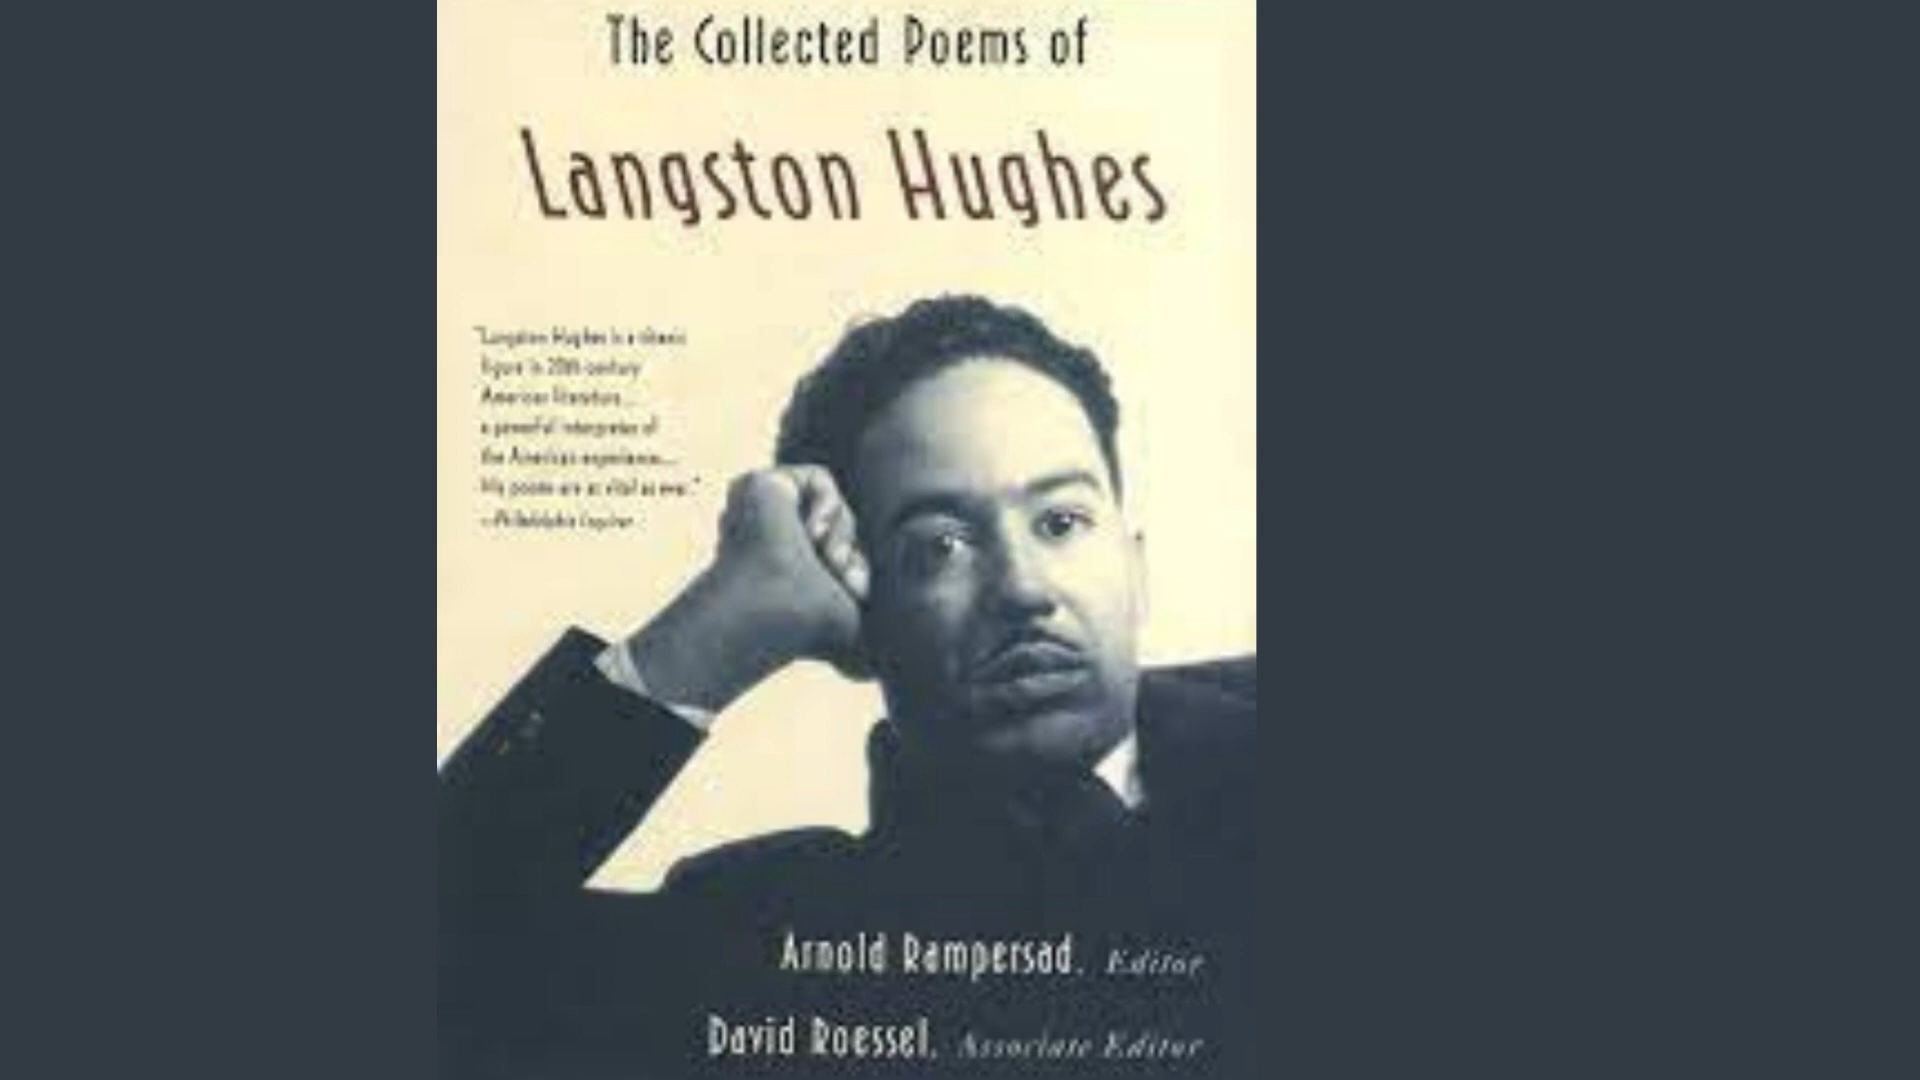 The Collected Poems of
Langston Hughes
"Langston Hughes is a titanic
figure in 20th century
American literature...
a powerful interpreter of
the American experience...
His poems are as vital as ever."
—Philadelphia Inquirer
Arnold Rampersad, Editor
David Roessel, Associate Editor